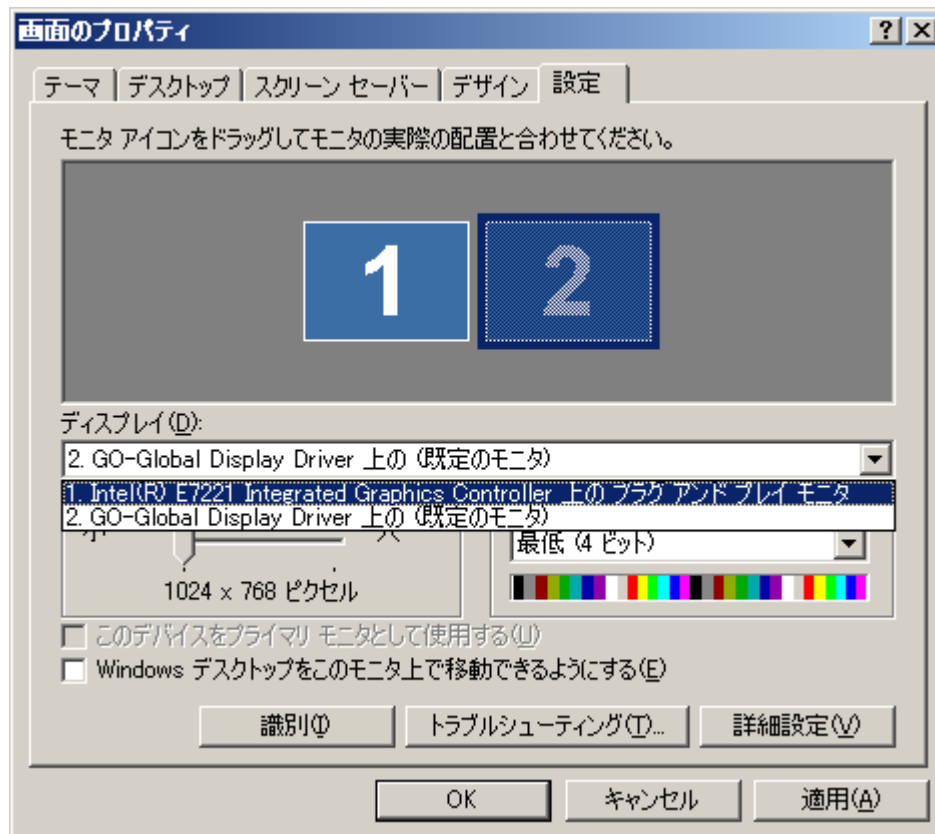 画面のプロパティ
テーマ デスクトップ スクリーン セーバー デザイン 設定
モニタ アイコンをドラッグしてモニタの実際の配置と合わせてください。
1 2
ディスプレイ(D):
2. GO-Global Display Driver 上の (既定のモニタ)
1. Intel(R) E7221 Integrated Graphics Controller 上の プラグ アンド プレイ モニタ
2. GO-Global Display Driver 上の (既定のモニタ)
最低 (4 ビット)
1024 x 768 ピクセル
このデバイスをプライマリ モニタとして使用する(U)
Windows デスクトップをこのモニタ上で移動できるようにする(E)
識別(I) トラブルシューティング(T)... 詳細設定(V)
OK キャンセル 適用(A)